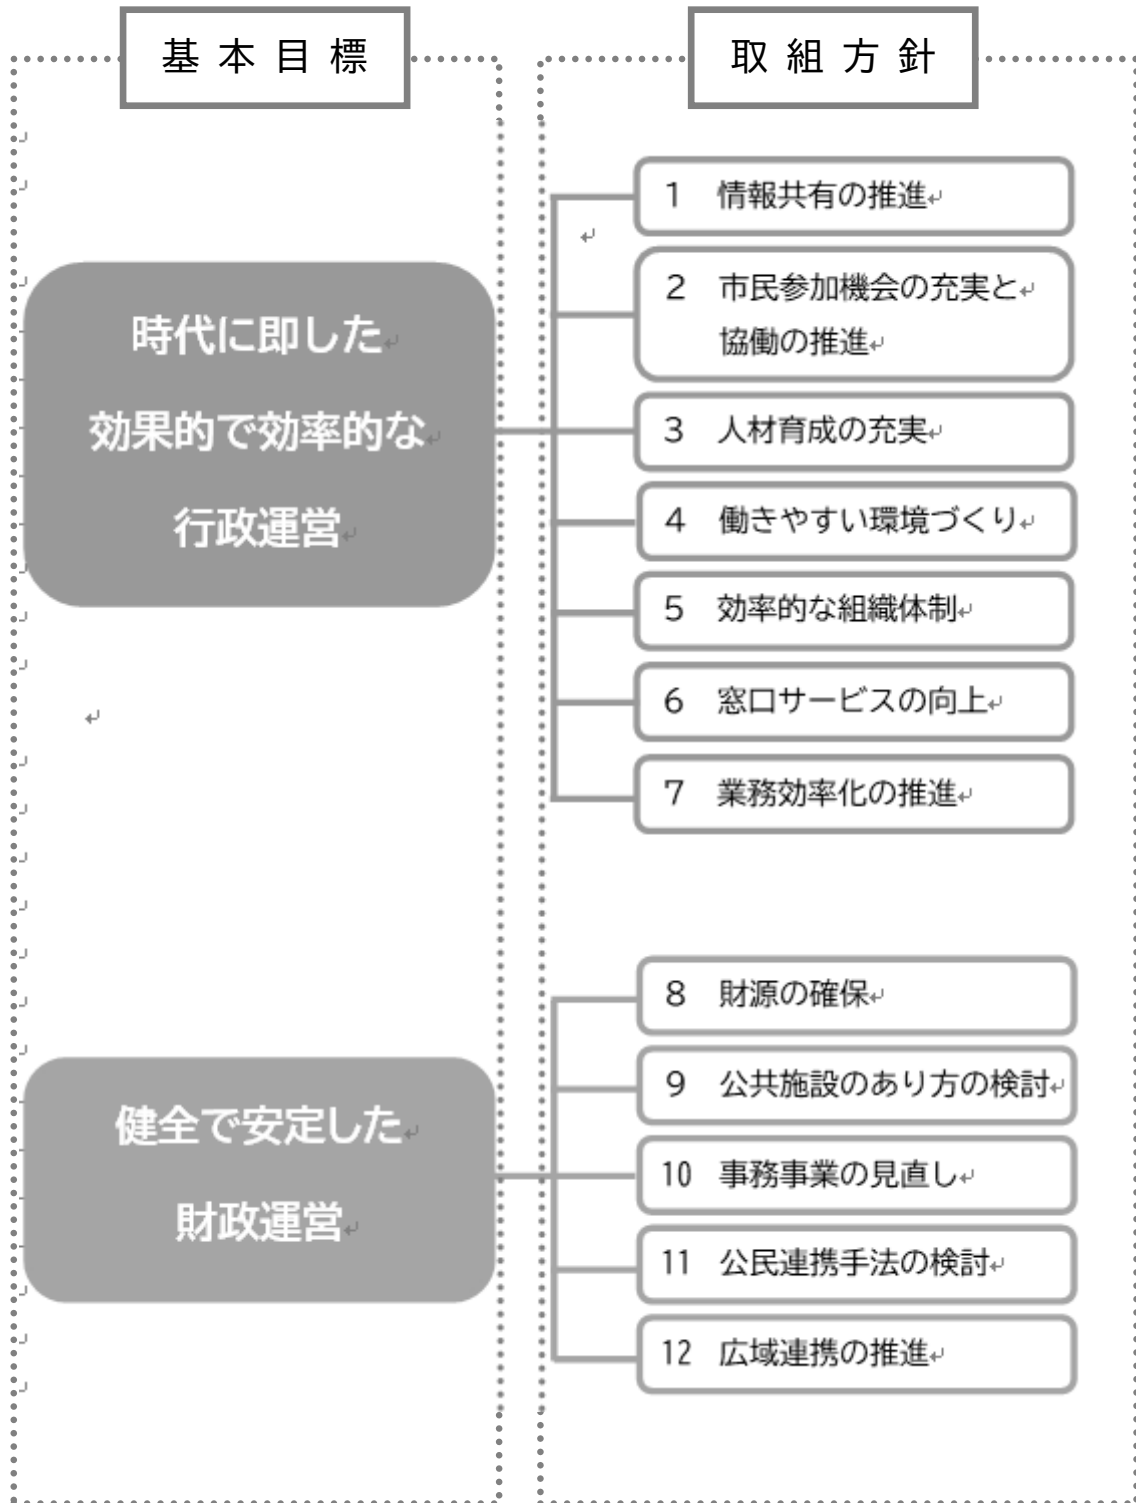 基本目標
取組方針
時代に即した
効果的で効率的な
行政運営
1 情報共有の推進
2 市民参加機会の充実と
協働の推進
3 人材育成の充実
4 働きやすい環境づくり
5 効率的な組織体制
6 窓口サービスの向上
7 業務効率化の推進
健全で安定した
財政運営
8 財源の確保
9 公共施設のあり方の検討
10 事務事業の見直し
11 公民連携手法の検討
12 広域連携の推進